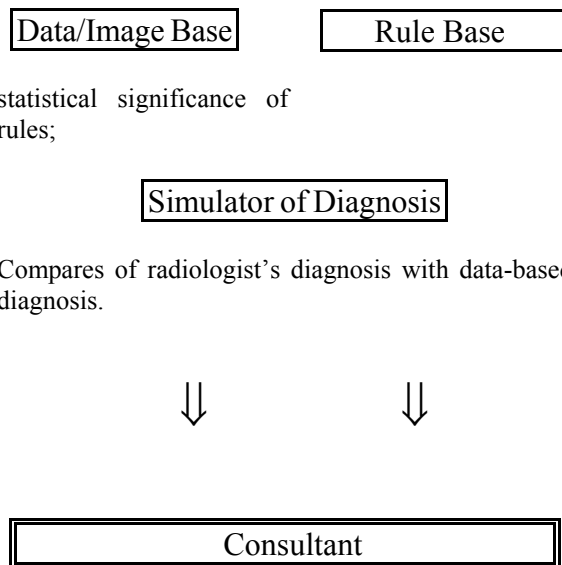 Data/Image Base Rule Base
statistical significance of
rules;
Simulator of Diagnosis
Compares of radiologist's diagnosis with data-based
diagnosis.
⇓ ⇓
Consultant